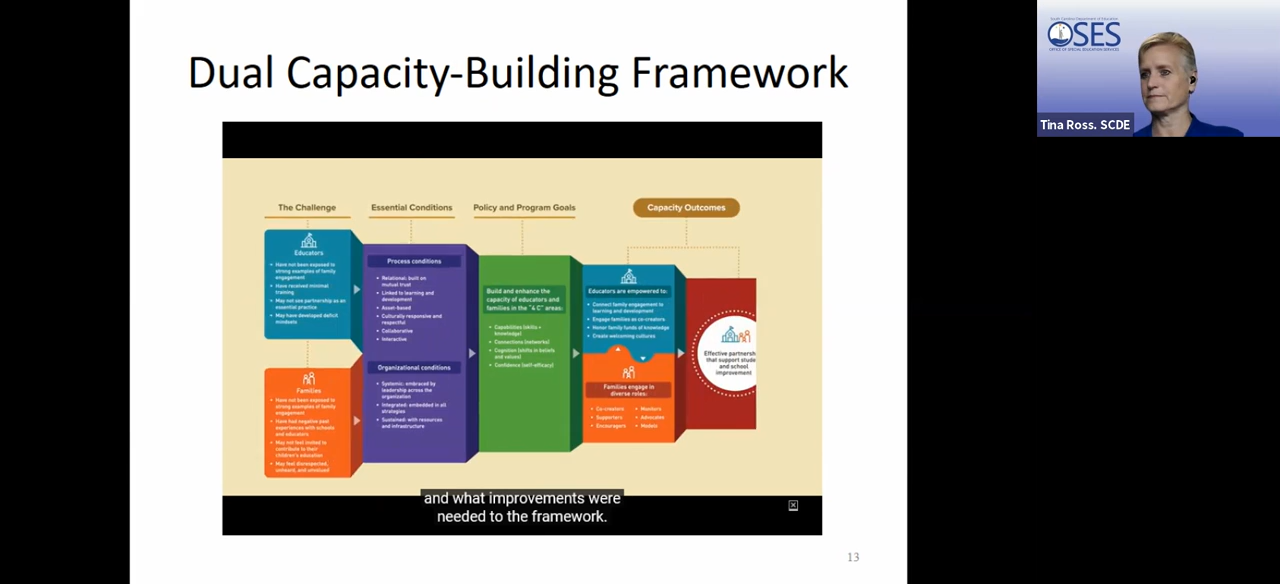 Dual Capacity-Building Framework
South Carolina Department of Education
OSES
OFFICE OF SPECIAL EDUCATION SERVICES
Tina Ross. SCDE
The Challenge
Essential Conditions
Policy and Program Goals
Capacity Outcomes
Educators
• Have not been exposed to
strong examples of family
engagement
• Have received minimal
training
• May not see partnership as an
essential practice
• May have developed deficit
mindsets
Families
• Have not been exposed to
strong examples of family
engagement
• Have had negative past
experiences with schools
and educators
• May not feel invited to
contribute to their
children's education
• May feel disrespected,
unheard, and unvalued
Process conditions
• Relational: built on
mutual trust
• Linked to learning and
development
• Asset-based
• Culturally responsive and
respectful
• Collaborative
• Interactive
Organizational conditions
• Systemic: embraced by
leadership across the
organization
• Integrated: embedded in all
strategies
• Sustained: with resources
and infrastructure
Build and enhance the
capacity of educators and
families in the "4 C" areas:
• Capabilities (skills +
knowledge)
• Connections (networks)
• Cognition (shifts in beliefs
and values)
• Confidence (self-efficacy)
Educators are empowered to:
• Connect family engagement to
learning and development
• Engage families as co-creators
• Honor family funds of knowledge
• Create welcoming cultures
Families engage in
diverse roles:
• Co-creators
• Supporters
• Encouragers
• Monitors
• Advocates
• Models
Effective partnersh
that support stude
and school
improvement
and what improvements were
needed to the framework.
13